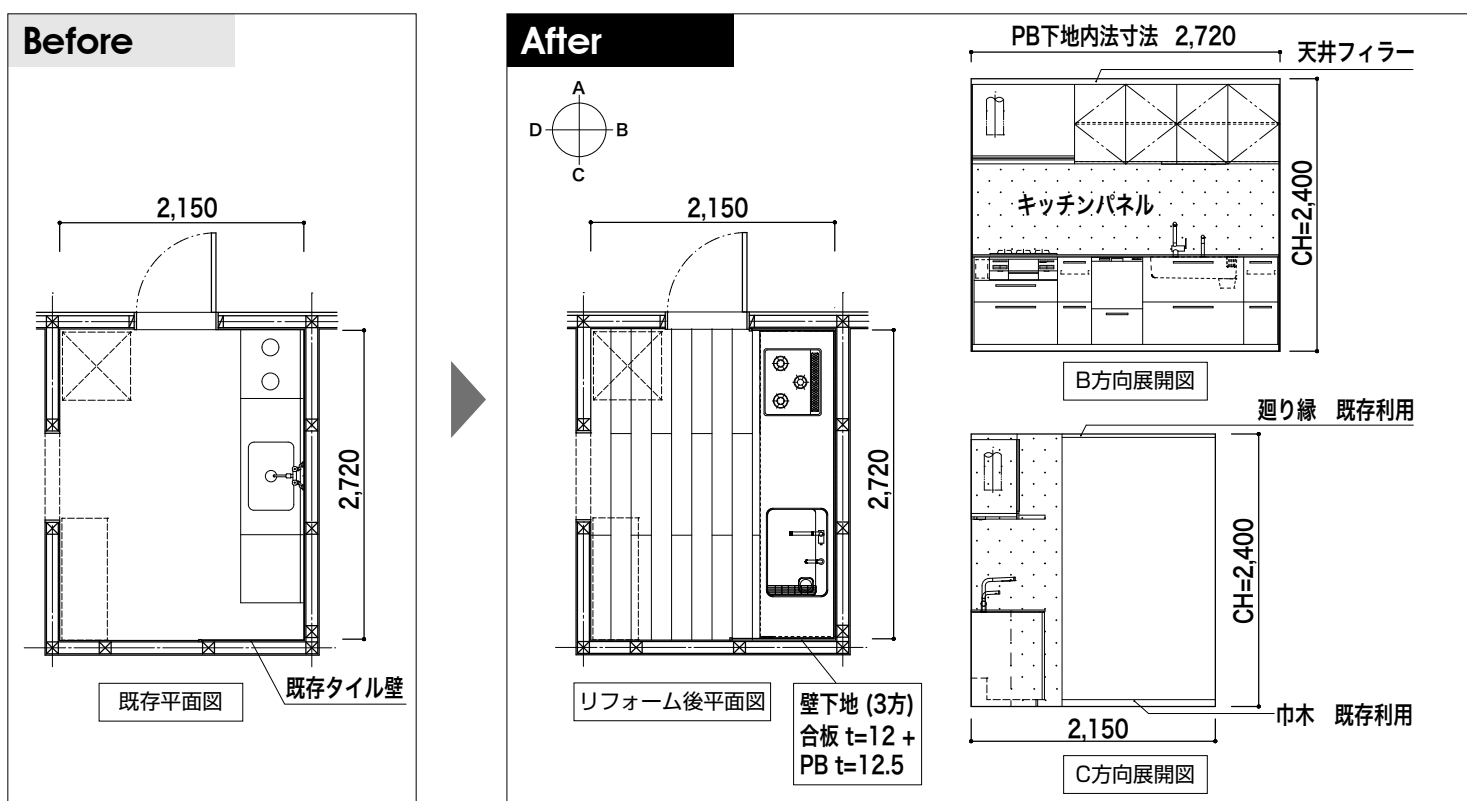 Before
2,150
2,720
既存平面図
既存タイル壁
After
A
D
B
C
2,150
2,720
リフォーム後平面図
壁下地 (3方)
合板 t=12 +
PB t=12.5
PB下地内法寸法 2,720
天井フィラー
キッチンパネル
CH=2,400
B方向展開図
廻り縁 既存利用
CH=2,400
巾木 既存利用
2,150
C方向展開図